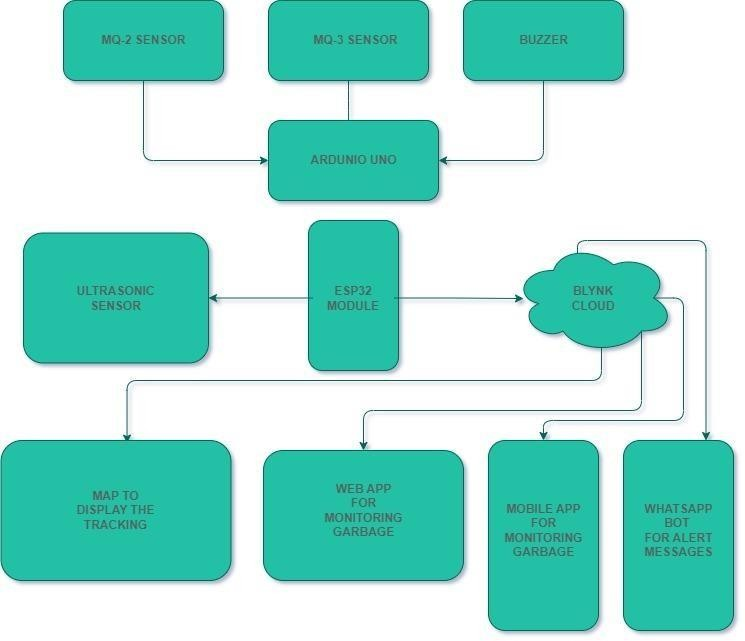 MQ-2 SENSOR
MQ-3 SENSOR
BUZZER
ARDUNIO UNO
ULTRASONIC
SENSOR
ESP32
MODULE
BLYNK
CLOUD
MAP TO
DISPLAY THE
TRACKING
WEB APP
FOR
MONITORING
GARBAGE
MOBILE APP
FOR
MONITORING
GARBAGE
WHATSAPP
BOT
FOR ALERT
MESSAGES